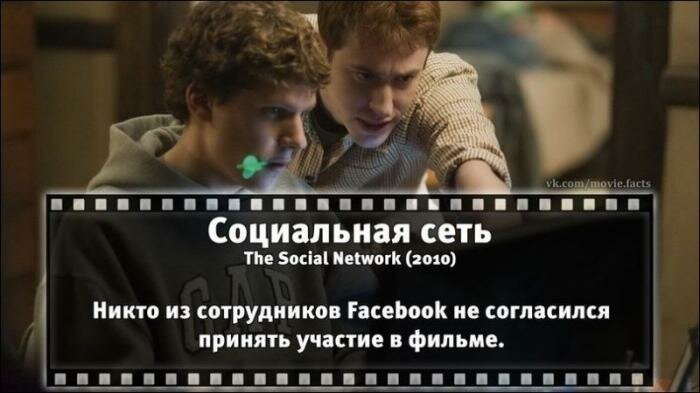 vk.com/movie.facts
Социальная сеть
The Social Network (2010)
GAP
Никто из сотрудников Facebook не согласился
принять участие в фильме.